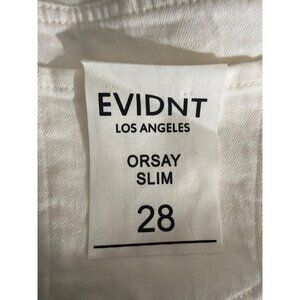 EVIDNT
LOS ANGELES
ORSAY
SLIM
28